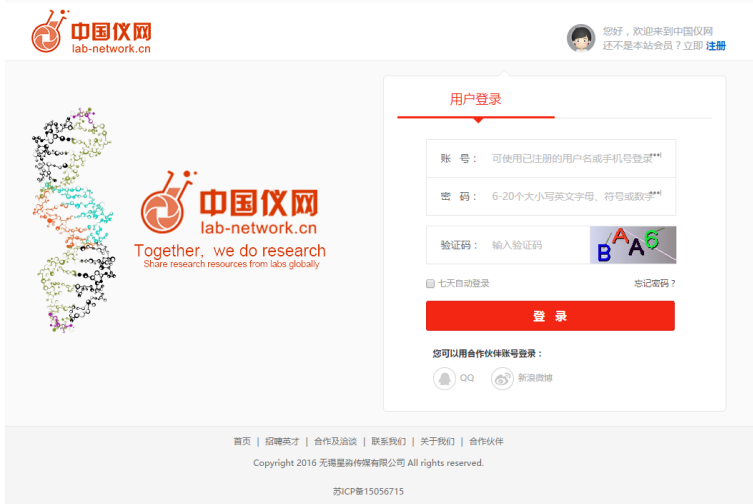 中国仪网
lab-network.cn
您好，欢迎来到中国仪网
还不是本站会员？立即 注册
中国仪网
lab-network.cn
Together, we do research
Share research resources from labs globally
用户登录
账 号： 可使用已注册的用户名或手机号登录
密 码： 6-20个大小写英文字母、符号或数字
验证码： 输入验证码 BAA6
七天自动登录 忘记密码？
登 录
您可以用合作伙伴账号登录：
QQ 新浪微博
首页 | 招聘英才 | 合作及洽谈 | 联系我们 | 关于我们 | 合作伙伴
Copyright 2016 无锡星淼传媒有限公司 All rights reserved.
苏ICP备15056715